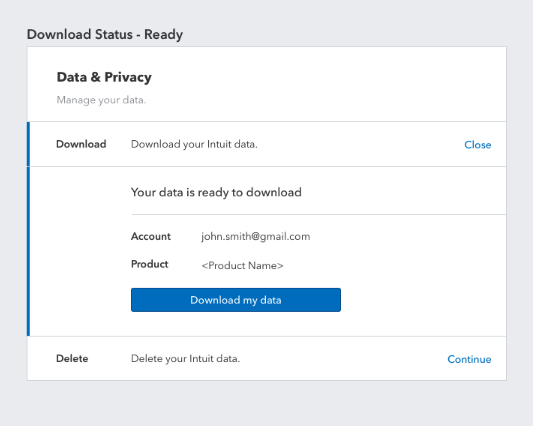 Download Status - Ready
Data & Privacy
Manage your data.
Download Download your Intuit data. Close
Your data is ready to download
Account john.smith@gmail.com
Product <Product Name>
Download my data
Delete Delete your Intuit data. Continue